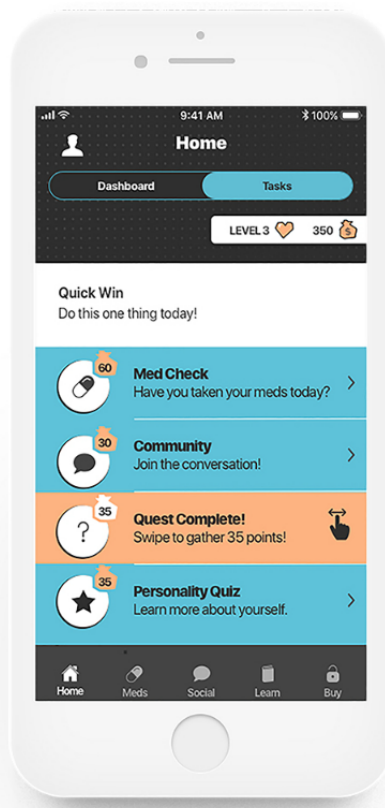 9:41 AM
100%
Home
Dashboard
Tasks
LEVEL 3
350
$
Quick Win
Do this one thing today!
60
Med Check
Have you taken your meds today?
30
Community
Join the conversation!
35
?
Quest Complete!
Swipe to gather 35 points!
35
Personality Quiz
Learn more about yourself.
Home
Meds
Social
Learn
Buy